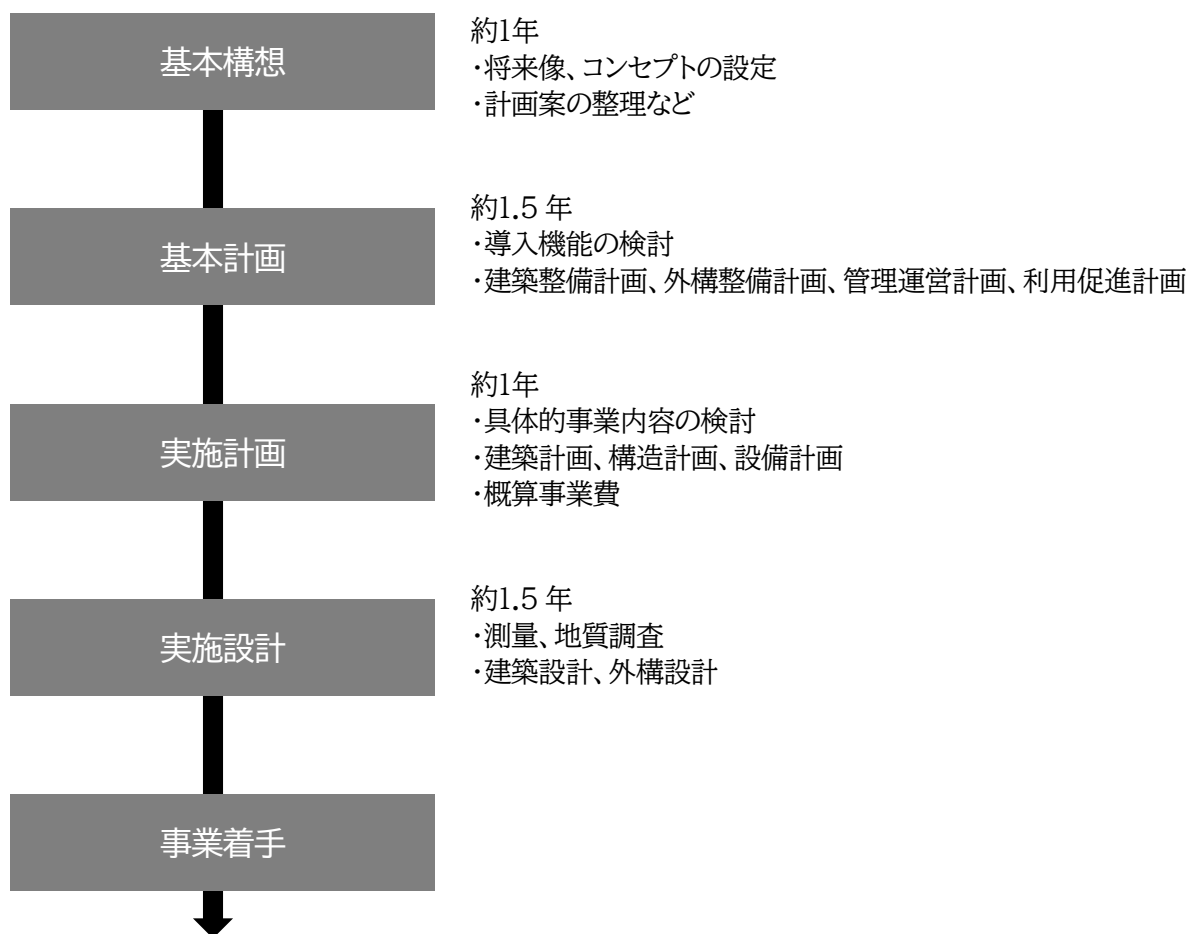 基本構想
約1年
・将来像、コンセプトの設定
・計画案の整理など
基本計画
約1.5 年
・導入機能の検討
・建築整備計画、外構整備計画、管理運営計画、利用促進計画
実施計画
約1年
・具体的事業内容の検討
・建築計画、構造計画、設備計画
・概算事業費
実施設計
約1.5 年
・測量、地質調査
・建築設計、外構設計
事業着手